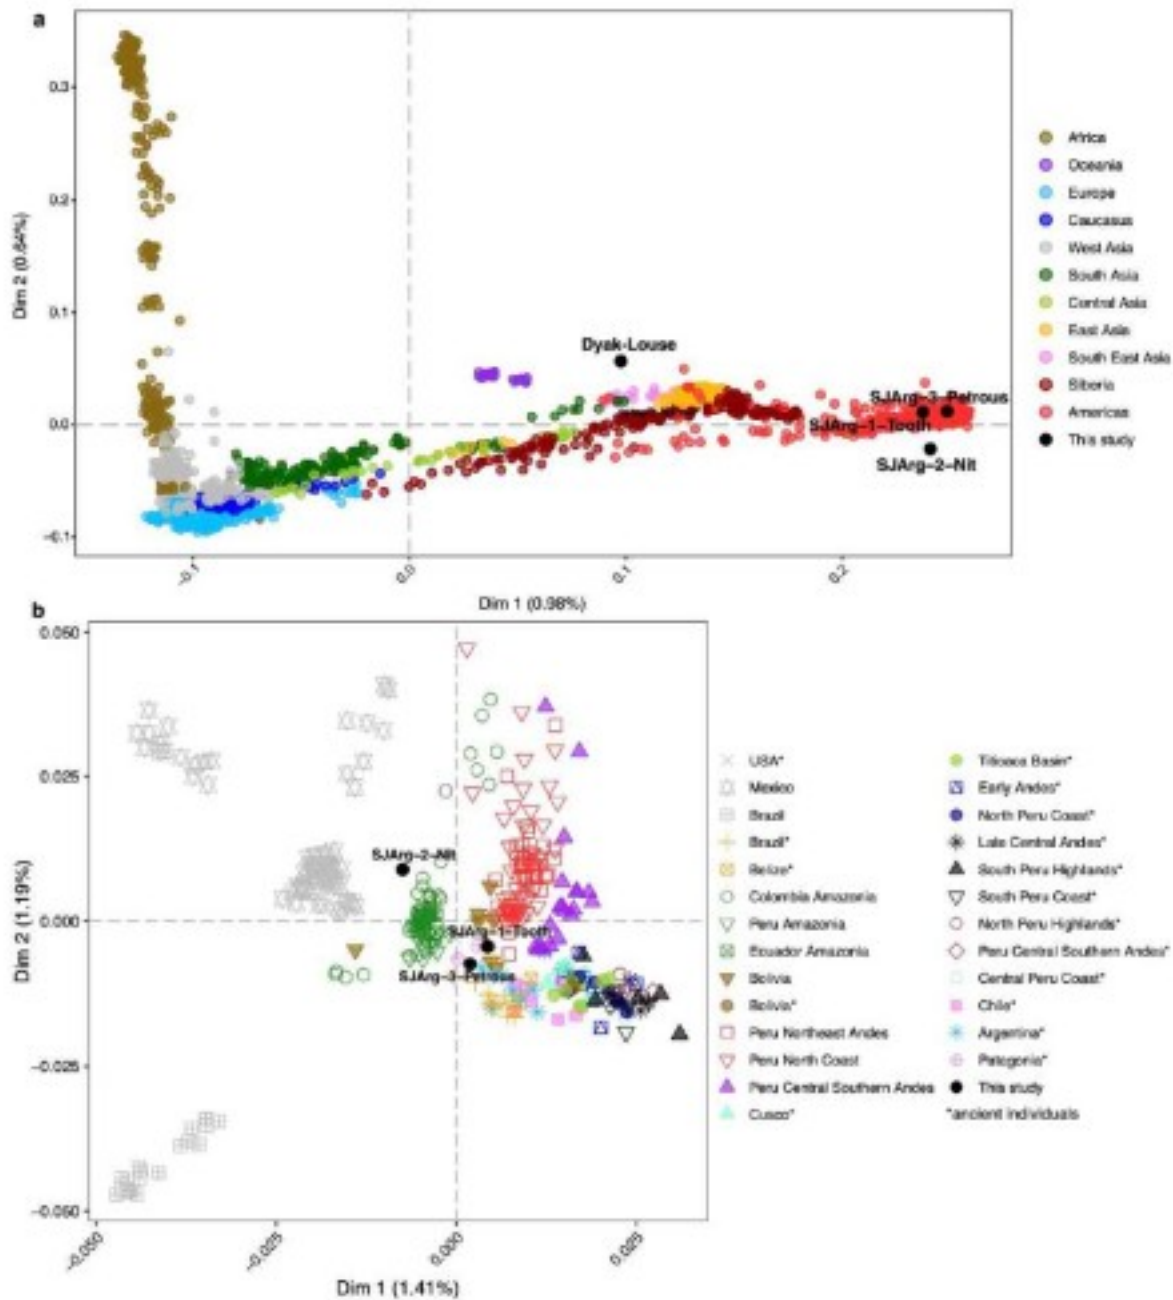 a
0.3
0.2
0.1
0.0
-0.1
Dim 2 (0.64%)
Dyak-Louse
SJArg-3-Petrous
SJArg-1-Tooth
SJArg-2-Nit
-0.1
0.0
0.1
0.2
Dim 1 (0.98%)
Africa
Oceania
Europe
Caucasus
West Asia
South Asia
Central Asia
East Asia
South East Asia
Siberia
Americas
This study
b
0.050
0.025
0.000
-0.025
-0.050
Dim 2 (1.19%)
SJArg-2-Nit
SJArg-1-Tooth
SJArg-3-Petrous
-0.050
-0.025
0.000
0.025
Dim 1 (1.41%)
USA*
Mexico
Brazil
Brazil*
Belize*
Colombia Amazonia
Peru Amazonia
Ecuador Amazonia
Bolivia
Bolivia*
Peru Northeast Andes
Peru North Coast
Peru Central Southern Andes
Cusco*
Titicaca Basin*
Early Andes*
North Peru Coast*
Late Central Andes*
South Peru Highlands*
South Peru Coast*
North Peru Highlands*
Peru Central Southern Andes*
Central Peru Coast*
Chile*
Argentina*
Patagonia*
This study
*ancient individuals